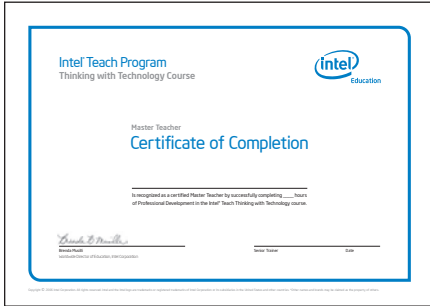 Intel® Teach Program
Thinking with Technology Course
intel
Education
Master Teacher
Certificate of Completion
is recognized as a certified Master Teacher by successfully completing ____ hours
of Professional Development in the Intel® Teach Thinking with Technology course.
Brenda Musilli
Worldwide Director of Education, Intel Corporation
Senior Trainer
Date